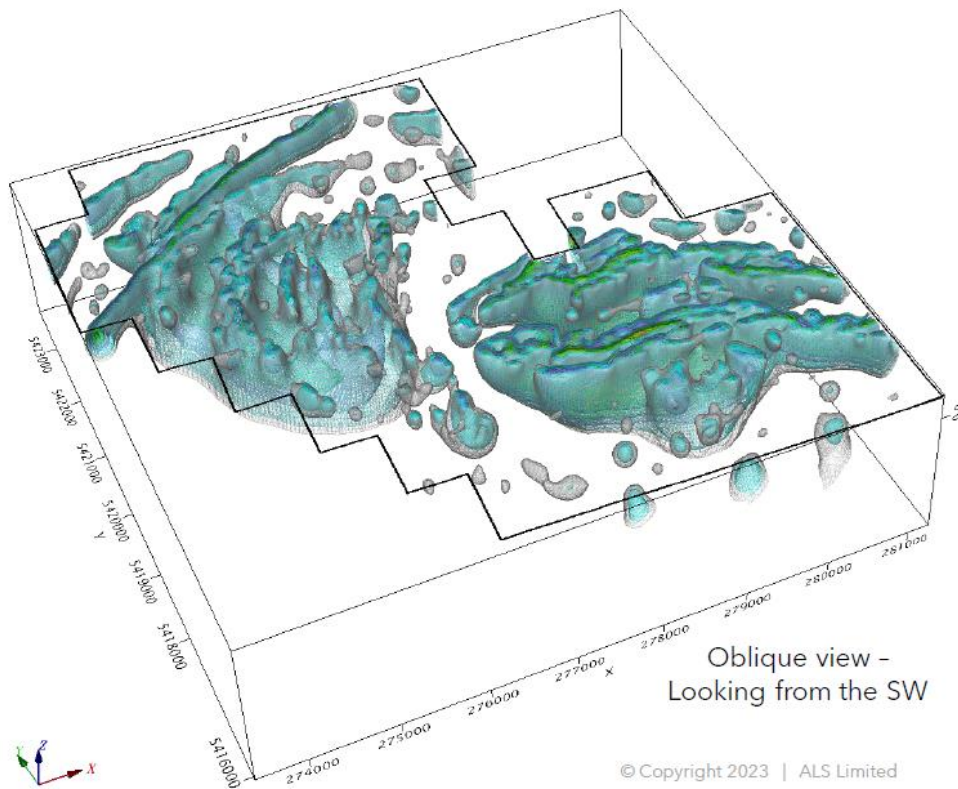 5423000
5422000
5421000
5420000
Y
5419000
5418000
5416000
274000
275000
276000
277000
X
278000
279000
280000
281000
Oblique view –
Looking from the SW
Y
Z
X
© Copyright 2023 | ALS Limited